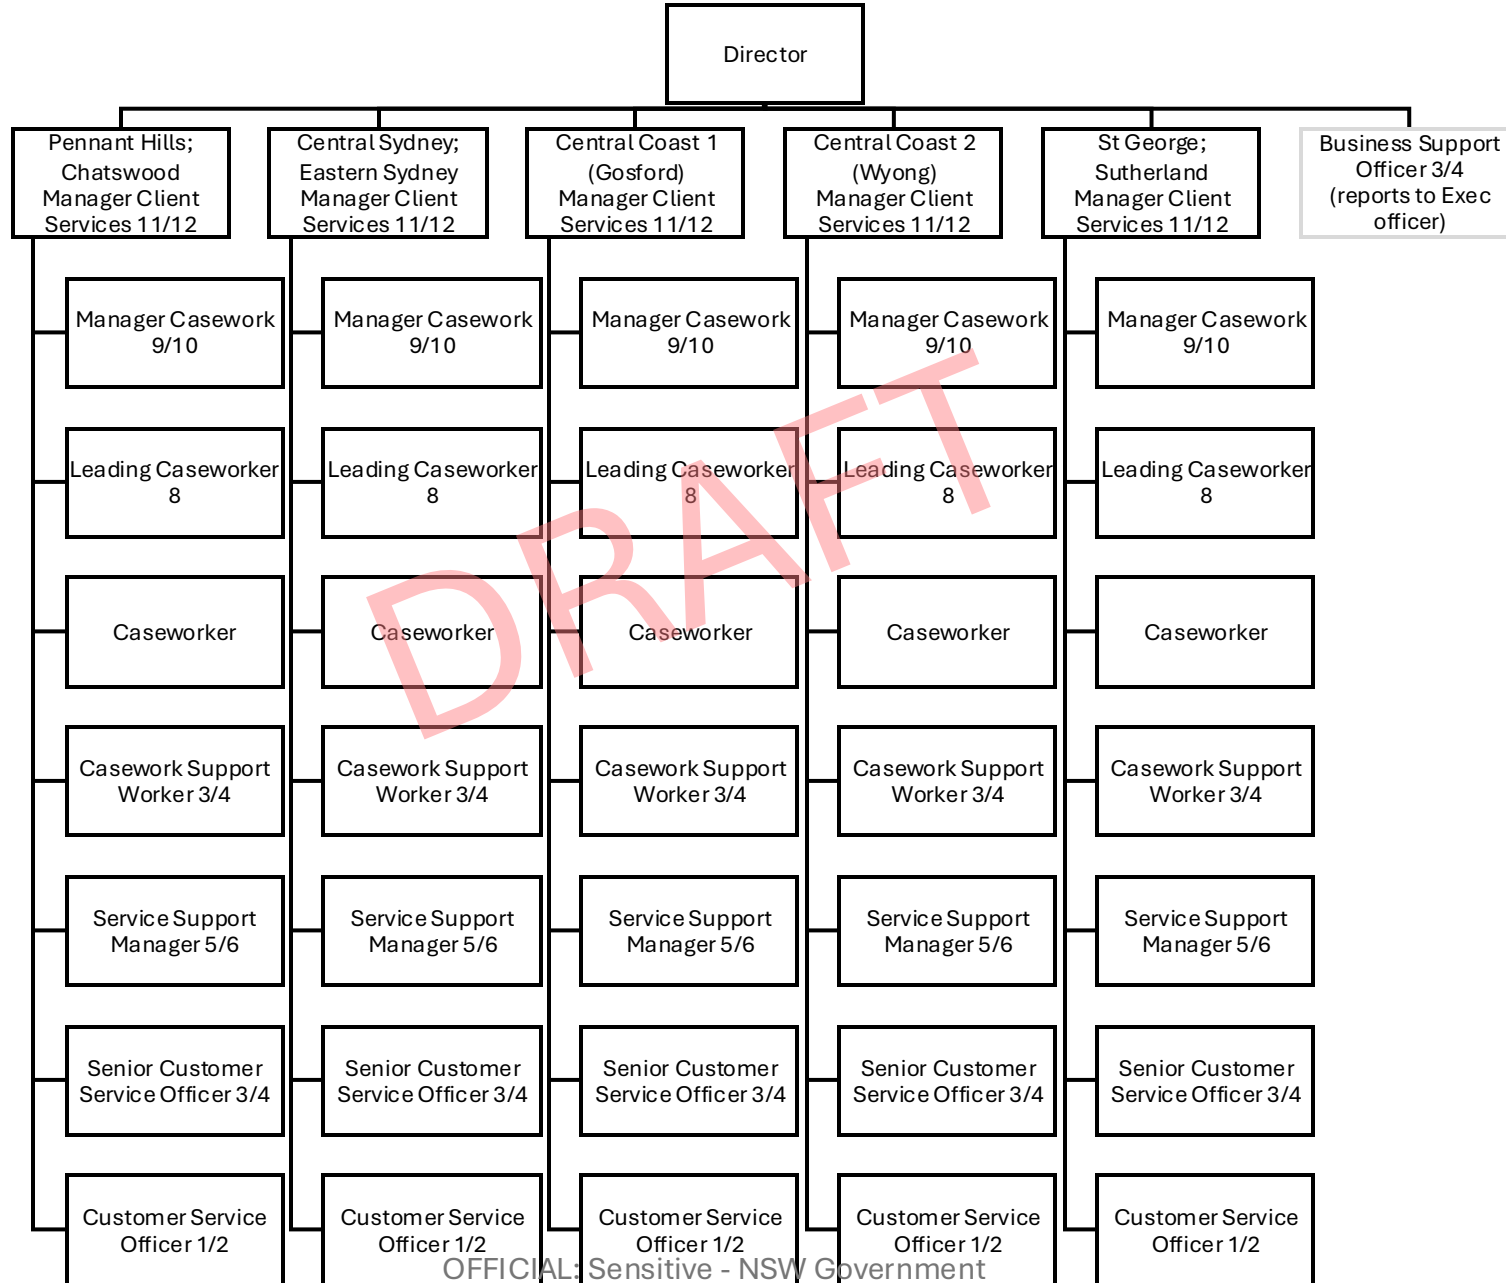 Director
Pennant Hills;
Chatswood
Manager Client
Services 11/12
Central Sydney;
Eastern Sydney
Manager Client
Services 11/12
Central Coast 1
(Gosford)
Manager Client
Services 11/12
Central Coast 2
(Wyong)
Manager Client
Services 11/12
St George;
Sutherland
Manager Client
Services 11/12
Business Support
Officer 3/4
(reports to Exec
officer)
Manager Casework
9/10
Manager Casework
9/10
Manager Casework
9/10
Manager Casework
9/10
Manager Casework
9/10
Leading Caseworker
8
Leading Caseworker
8
Leading Caseworker
8
Leading Caseworker
8
Leading Caseworker
8
DRAFT
Caseworker
Caseworker
Caseworker
Caseworker
Caseworker
Casework Support
Worker 3/4
Casework Support
Worker 3/4
Casework Support
Worker 3/4
Casework Support
Worker 3/4
Casework Support
Worker 3/4
Service Support
Manager 5/6
Service Support
Manager 5/6
Service Support
Manager 5/6
Service Support
Manager 5/6
Service Support
Manager 5/6
Senior Customer
Service Officer 3/4
Senior Customer
Service Officer 3/4
Senior Customer
Service Officer 3/4
Senior Customer
Service Officer 3/4
Senior Customer
Service Officer 3/4
Customer Service
Officer 1/2
Customer Service
Officer 1/2
Customer Service
Officer 1/2
Customer Service
Officer 1/2
Customer Service
Officer 1/2
OFFICIAL: Sensitive - NSW Government